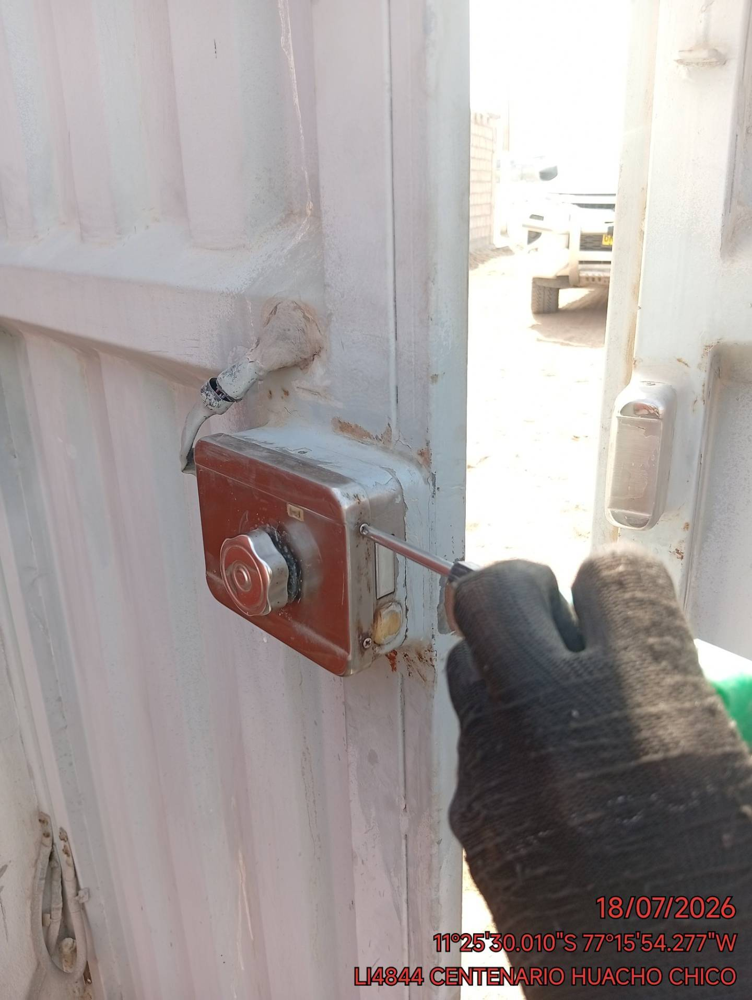 18/07/2026
11°25'30.010"S 77°15'54.277"W
LI4844 CENTENARIO HUACHO CHICO